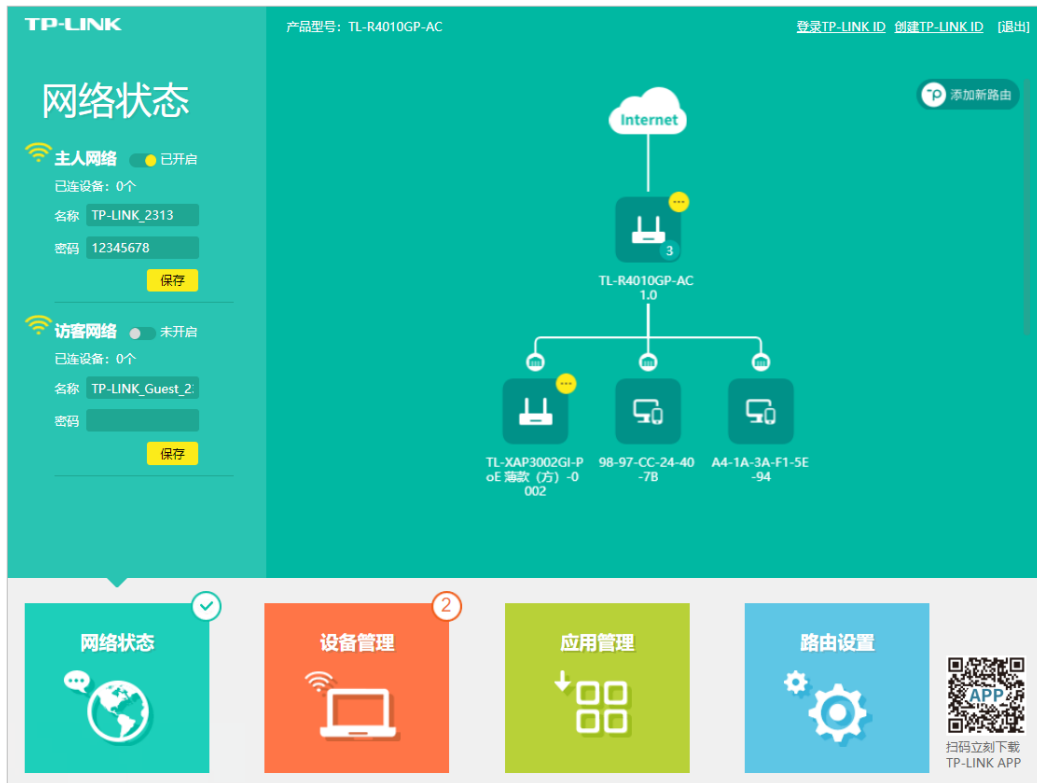 TP-LINK
产品型号：TL-R4010GP-AC
登录TP-LINK ID 创建TP-LINK ID [退出]
网络状态
添加新路由
Internet
主人网络 已开启
已连设备：0个
名称 TP-LINK_2313
密码 12345678
保存
3
TL-R4010GP-AC
1.0
访客网络 未开启
已连设备：0个
名称 TP-LINK_Guest_2
密码
保存
TL-XAP3002GI-P
oE 薄款（方）-0
002
98-97-CC-24-40
-7B
A4-1A-3A-F1-5E
-94
网络状态
2
设备管理
应用管理
路由设置
APP
扫码立刻下载
TP-LINK APP